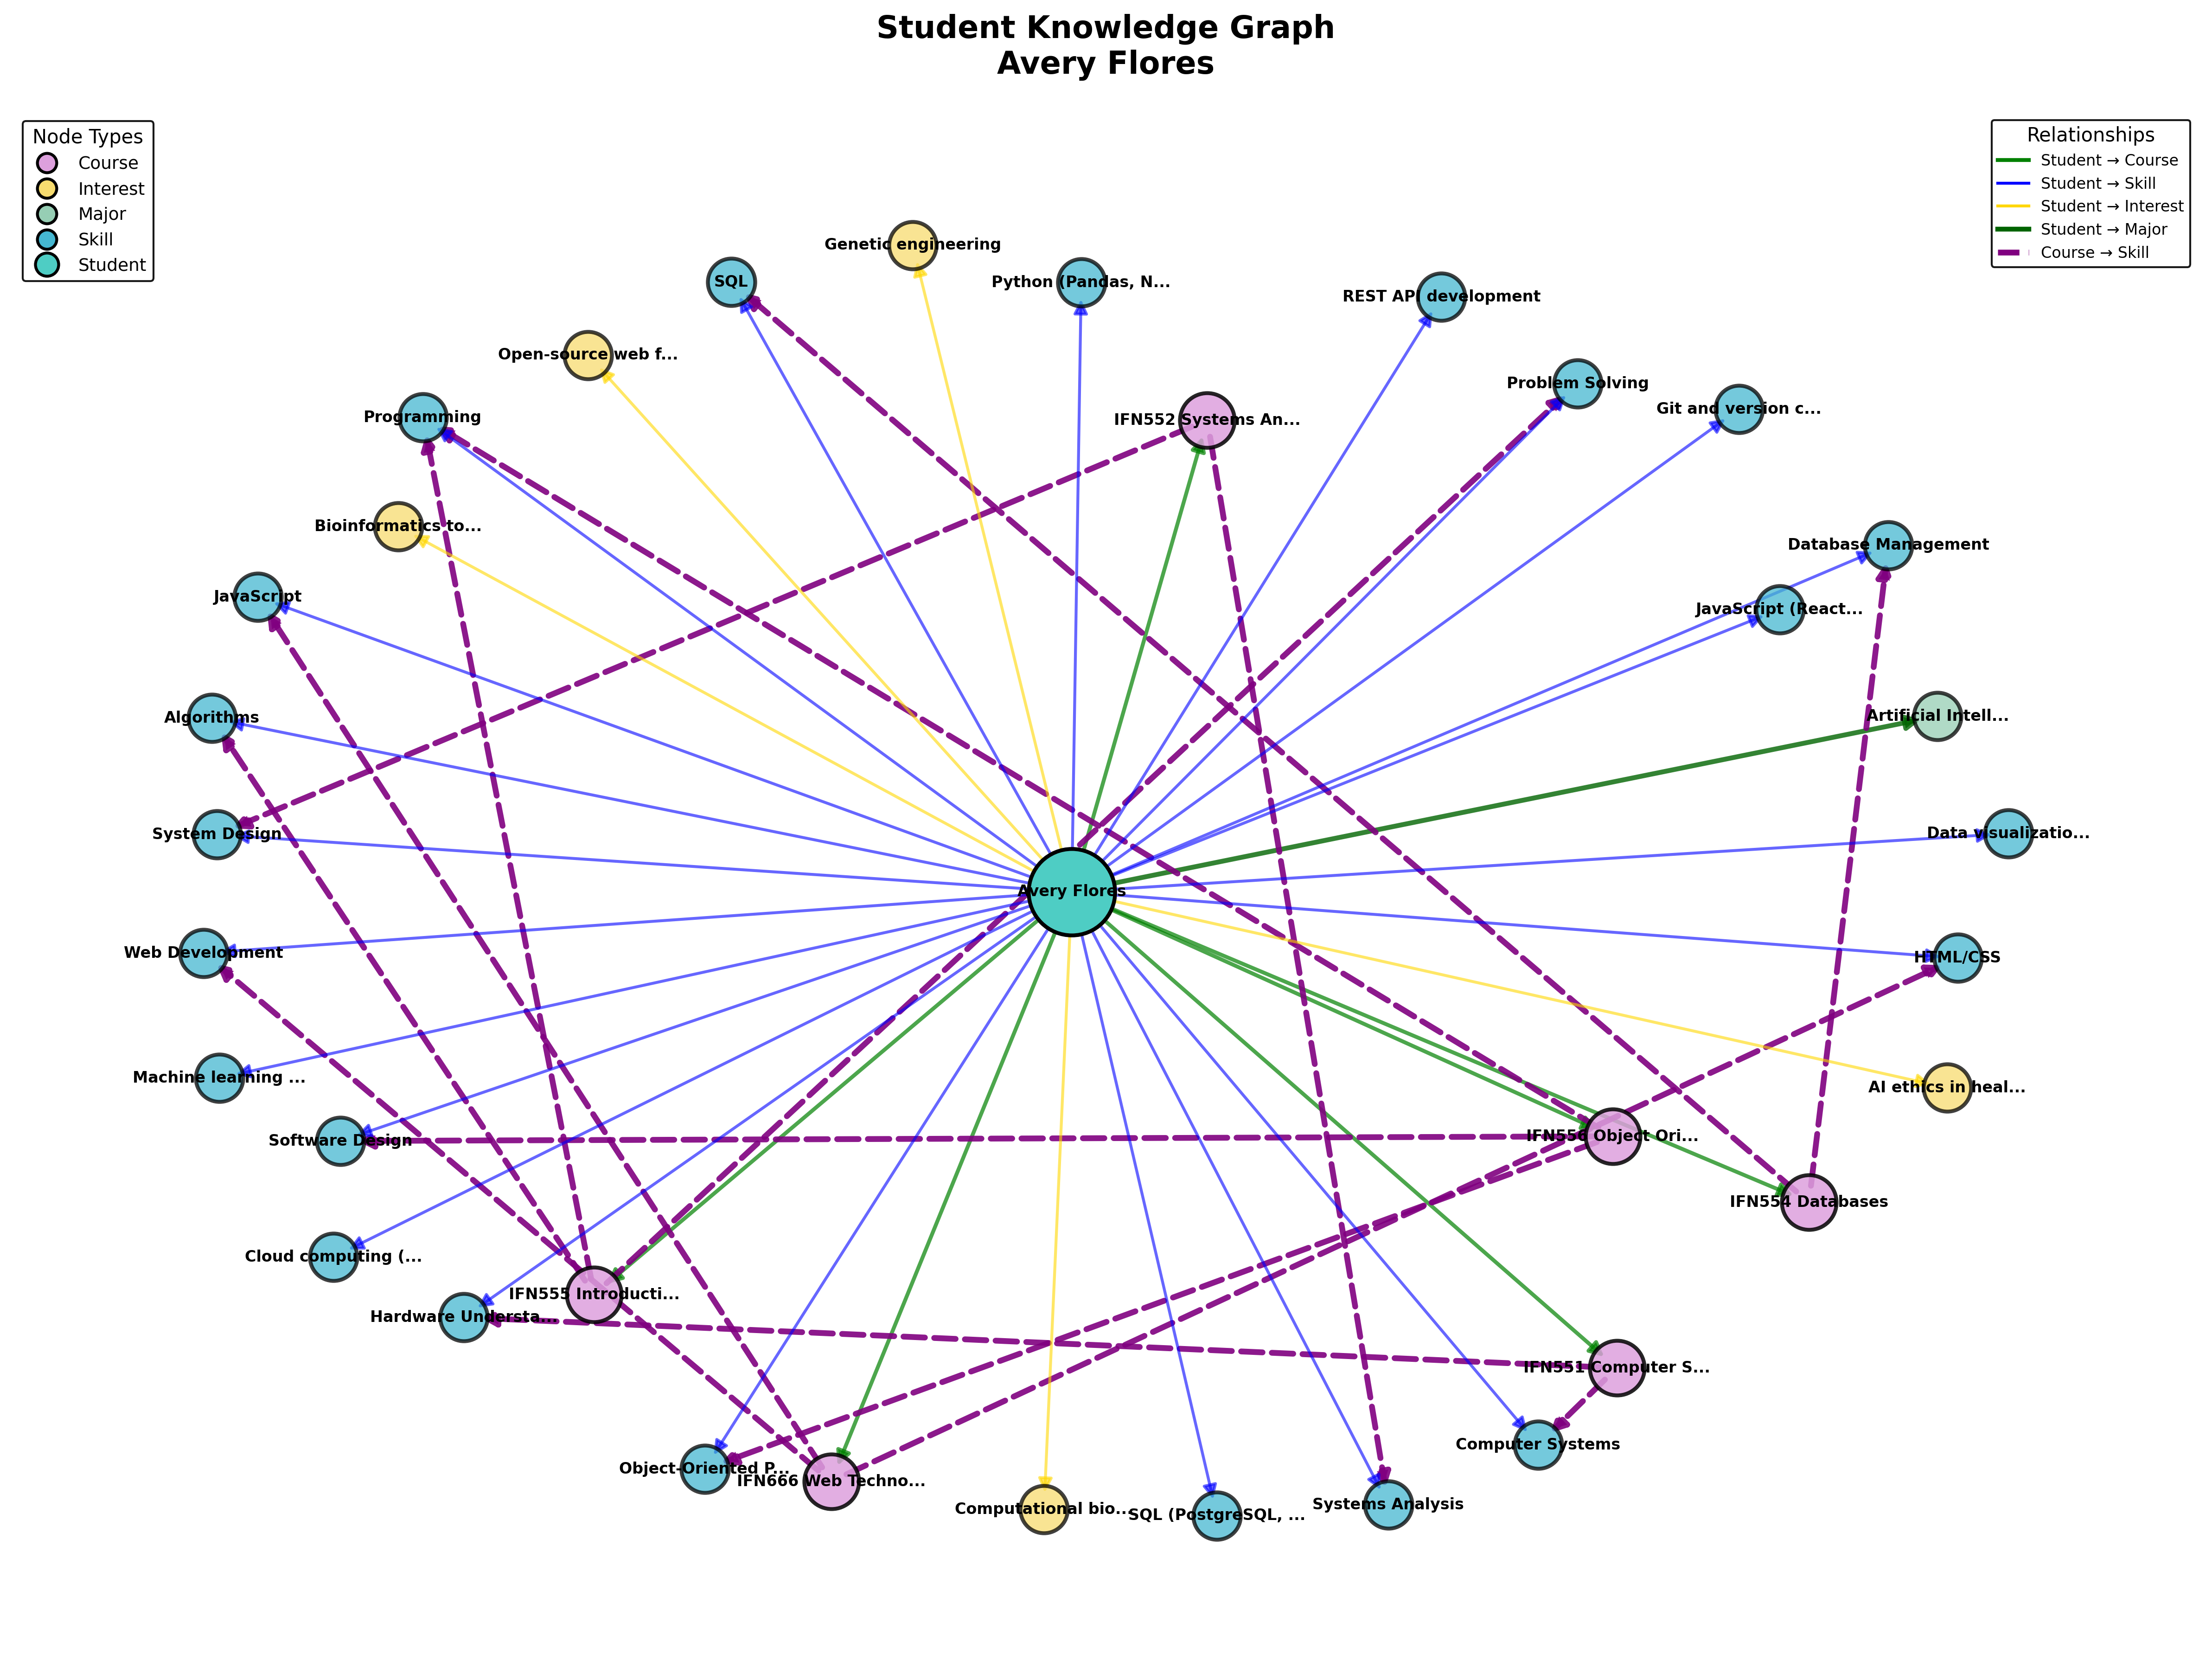 Student Knowledge Graph
Avery Flores
Node Types
Course
Interest
Major
Skill
Student
Relationships
Student → Course
Student → Skill
Student → Interest
Student → Major
Course → Skill
Genetic engineering
SQL
Python (Pandas, N...
REST API development
Open-source web f...
Problem Solving
Git and version c...
Programming
IFN552 Systems An...
Bioinformatics to...
Database Management
JavaScript
JavaScript (React...
Algorithms
Artificial Intell...
System Design
Data visualizatio...
Avery Flores
Web Development
HTML/CSS
Machine learning ...
AI ethics in heal...
Software Design
IFN556 Object Ori...
IFN554 Databases
Cloud computing (...
IFN555 Introducti...
Hardware Understa...
IFN551 Computer S...
Computer Systems
Object-Oriented P...
IFN666 Web Techno...
Computational bio...
SQL (PostgreSQL, ...
Systems Analysis